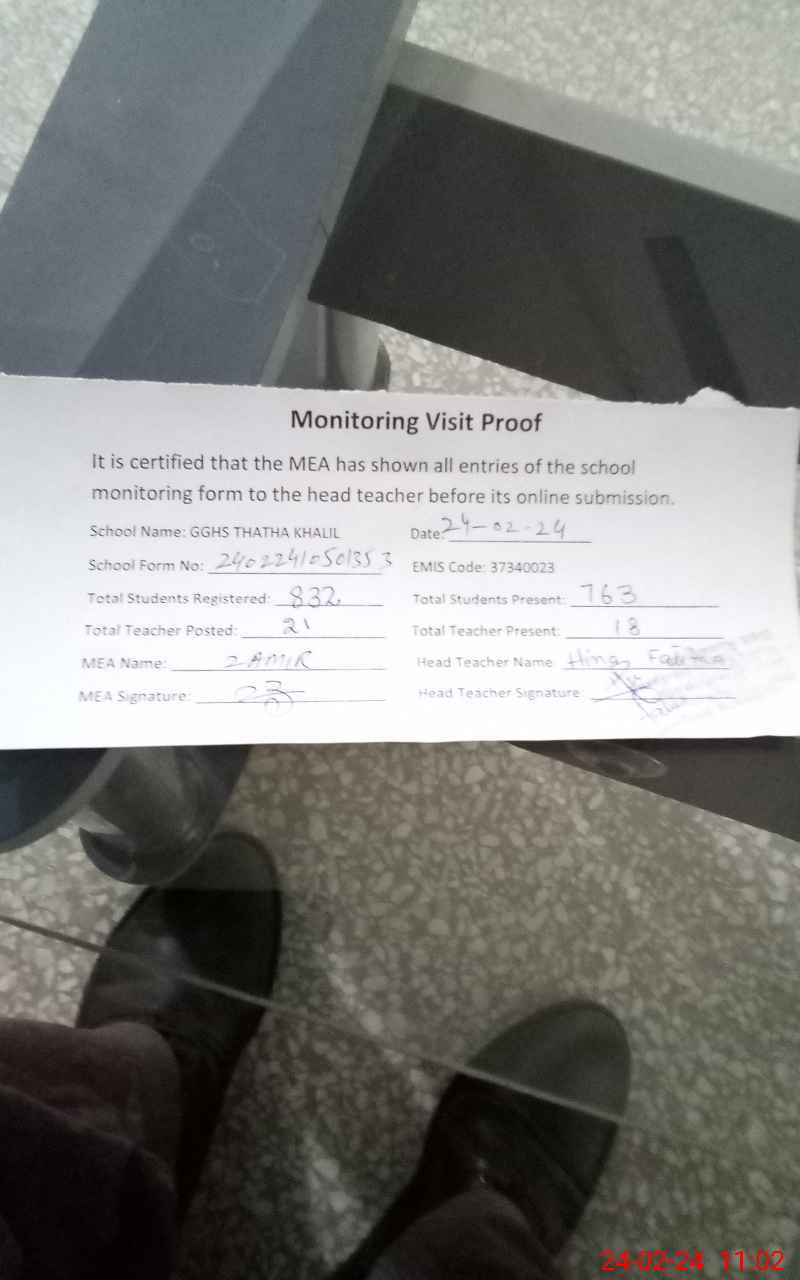 Monitoring Visit Proof
It is certified that the MEA has shown all entries of the school
monitoring form to the head teacher before its online submission.
School Name: GGHS THATHA KHALIL Date: 24-02-24
School Form No: 24022410501353 EMIS Code: 37340023
Total Students Registered: 832 Total Students Present: 763
Total Teacher Posted: 21 Total Teacher Present: 18
MEA Name: ZAMIR Head Teacher Name: Hina Fatima
MEA Signature: Head Teacher Signature:
24-02-24 11:02